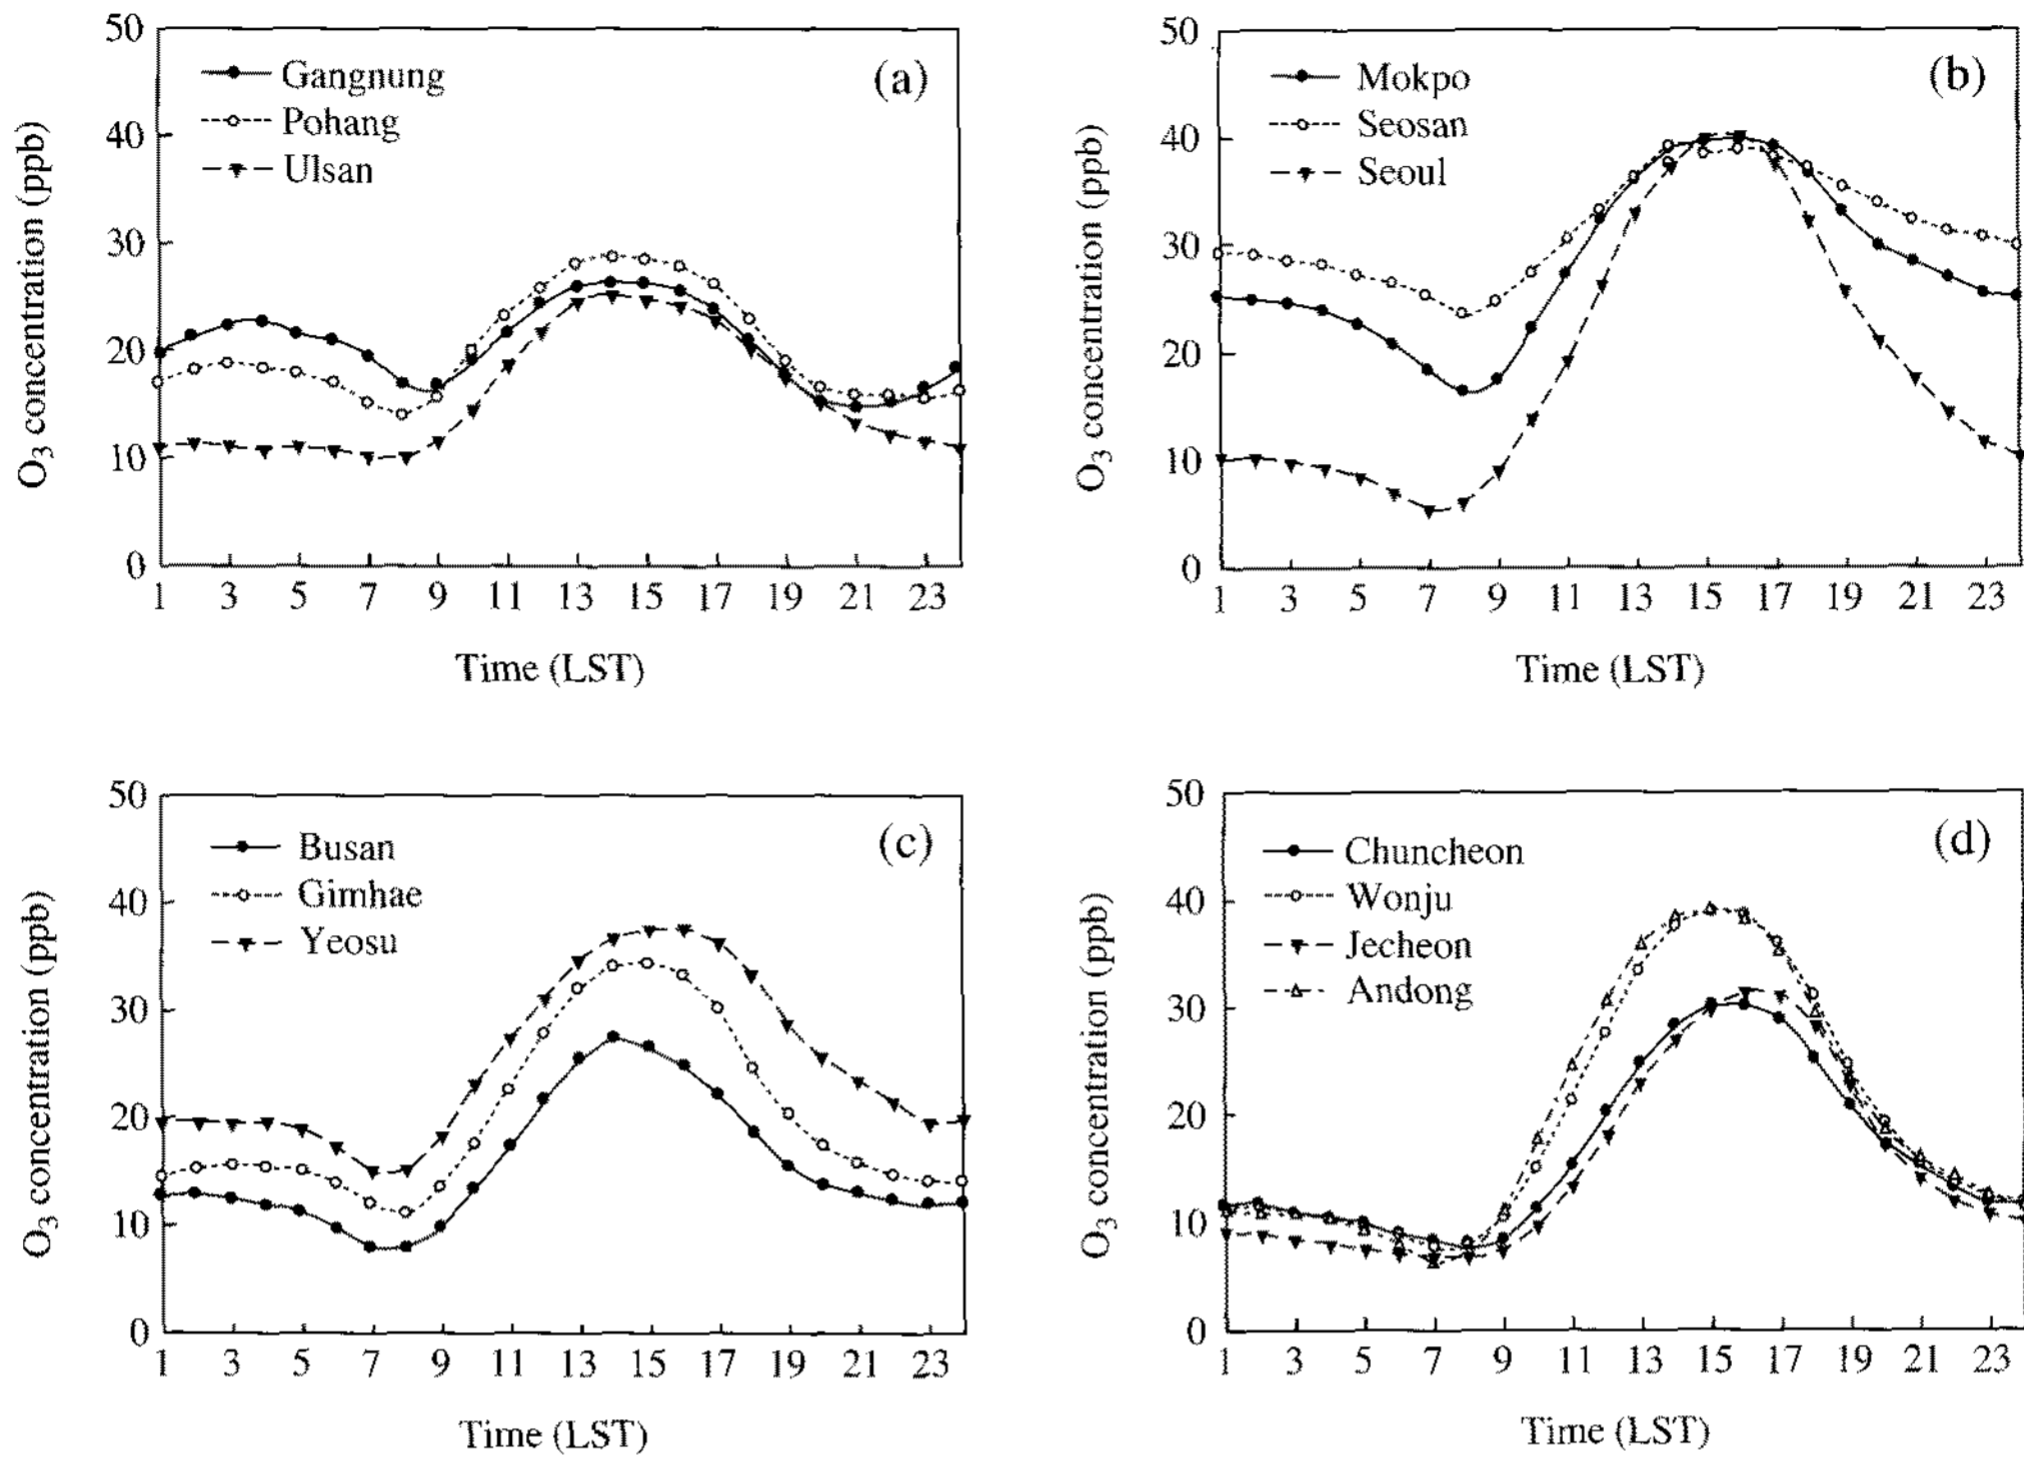 50
40
30
20
10
0
O3 concentration (ppb)
Gangnung
Pohang
Ulsan
(a)
1 3 5 7 9 11 13 15 17 19 21 23
Time (LST)
50
40
30
20
10
0
O3 concentration (ppb)
Mokpo
Seosan
Seoul
(b)
1 3 5 7 9 11 13 15 17 19 21 23
Time (LST)
50
40
30
20
10
0
O3 concentration (ppb)
Busan
Gimhae
Yeosu
(c)
1 3 5 7 9 11 13 15 17 19 21 23
Time (LST)
50
40
30
20
10
0
O3 concentration (ppb)
Chuncheon
Wonju
Jecheon
Andong
(d)
1 3 5 7 9 11 13 15 17 19 21 23
Time (LST)